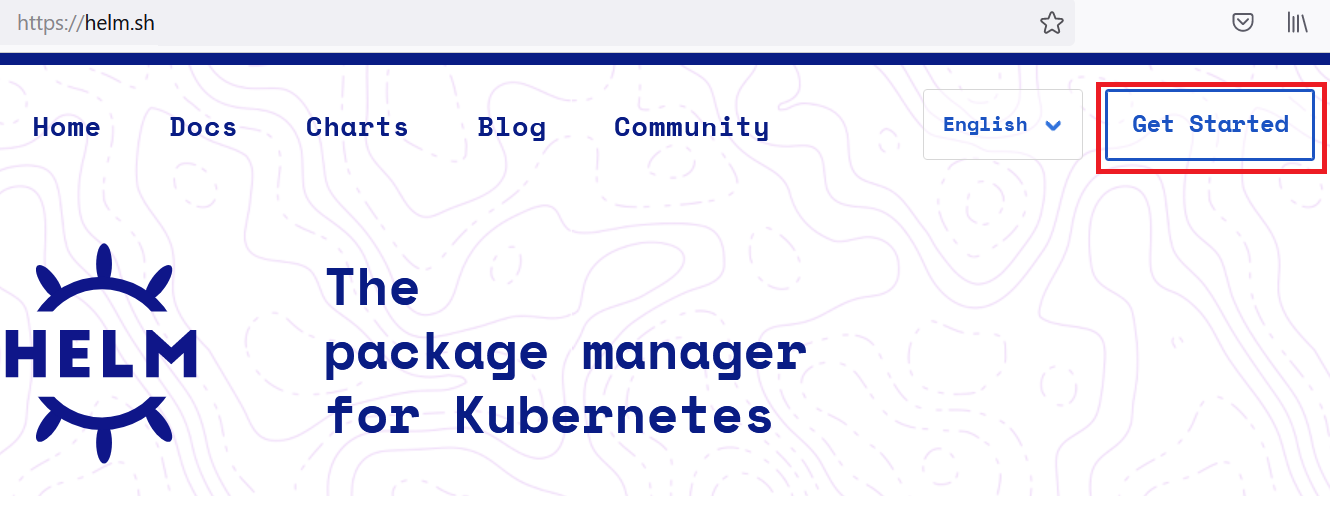 https://helm.sh
Home Docs Charts Blog Community English Get Started
HELM
The
package manager
for Kubernetes